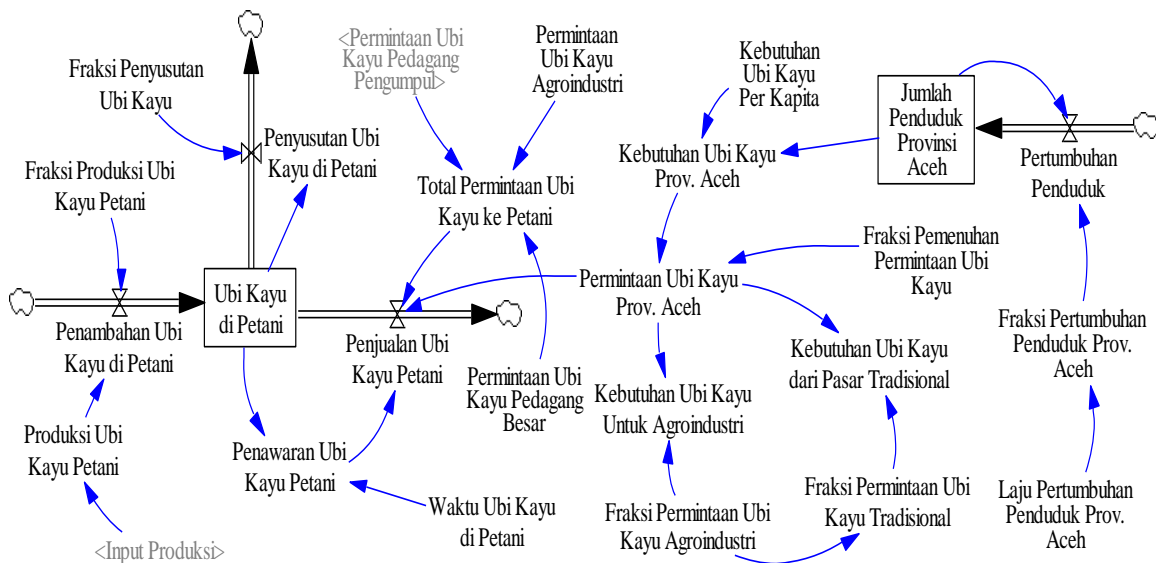 <Permintaan Ubi
Kayu Pedagang
Pengumpul>
Permintaan
Ubi Kayu
Agroindustri
Kebutuhan
Ubi Kayu
Per Kapita
Fraksi Penyusutan
Ubi Kayu
Jumlah
Penduduk
Provinsi
Aceh
Penyusutan Ubi
Kayu di Petani
Kebutuhan Ubi Kayu
Prov. Aceh
Pertumbuhan
Penduduk
Fraksi Produksi Ubi
Kayu Petani
Total Permintaan Ubi
Kayu ke Petani
Fraksi Pemenuhan
Permintaan Ubi
Kayu
Permintaan Ubi Kayu
Prov. Aceh
Ubi Kayu
di Petani
Penambahan Ubi
Kayu di Petani
Penjualan Ubi
Kayu Petani
Permintaan Ubi
Kayu Pedagang
Besar
Kebutuhan Ubi Kayu
dari Pasar Tradisional
Fraksi Pertumbuhan
Penduduk Prov.
Aceh
Kebutuhan Ubi Kayu
Untuk Agroindustri
Produksi Ubi
Kayu Petani
Penawaran Ubi
Kayu Petani
Waktu Ubi Kayu
di Petani
Fraksi Permintaan Ubi
Kayu Agroindustri
Fraksi Permintaan Ubi
Kayu Tradisional
Laju Pertumbuhan
Penduduk Prov.
Aceh
<Input Produksi>